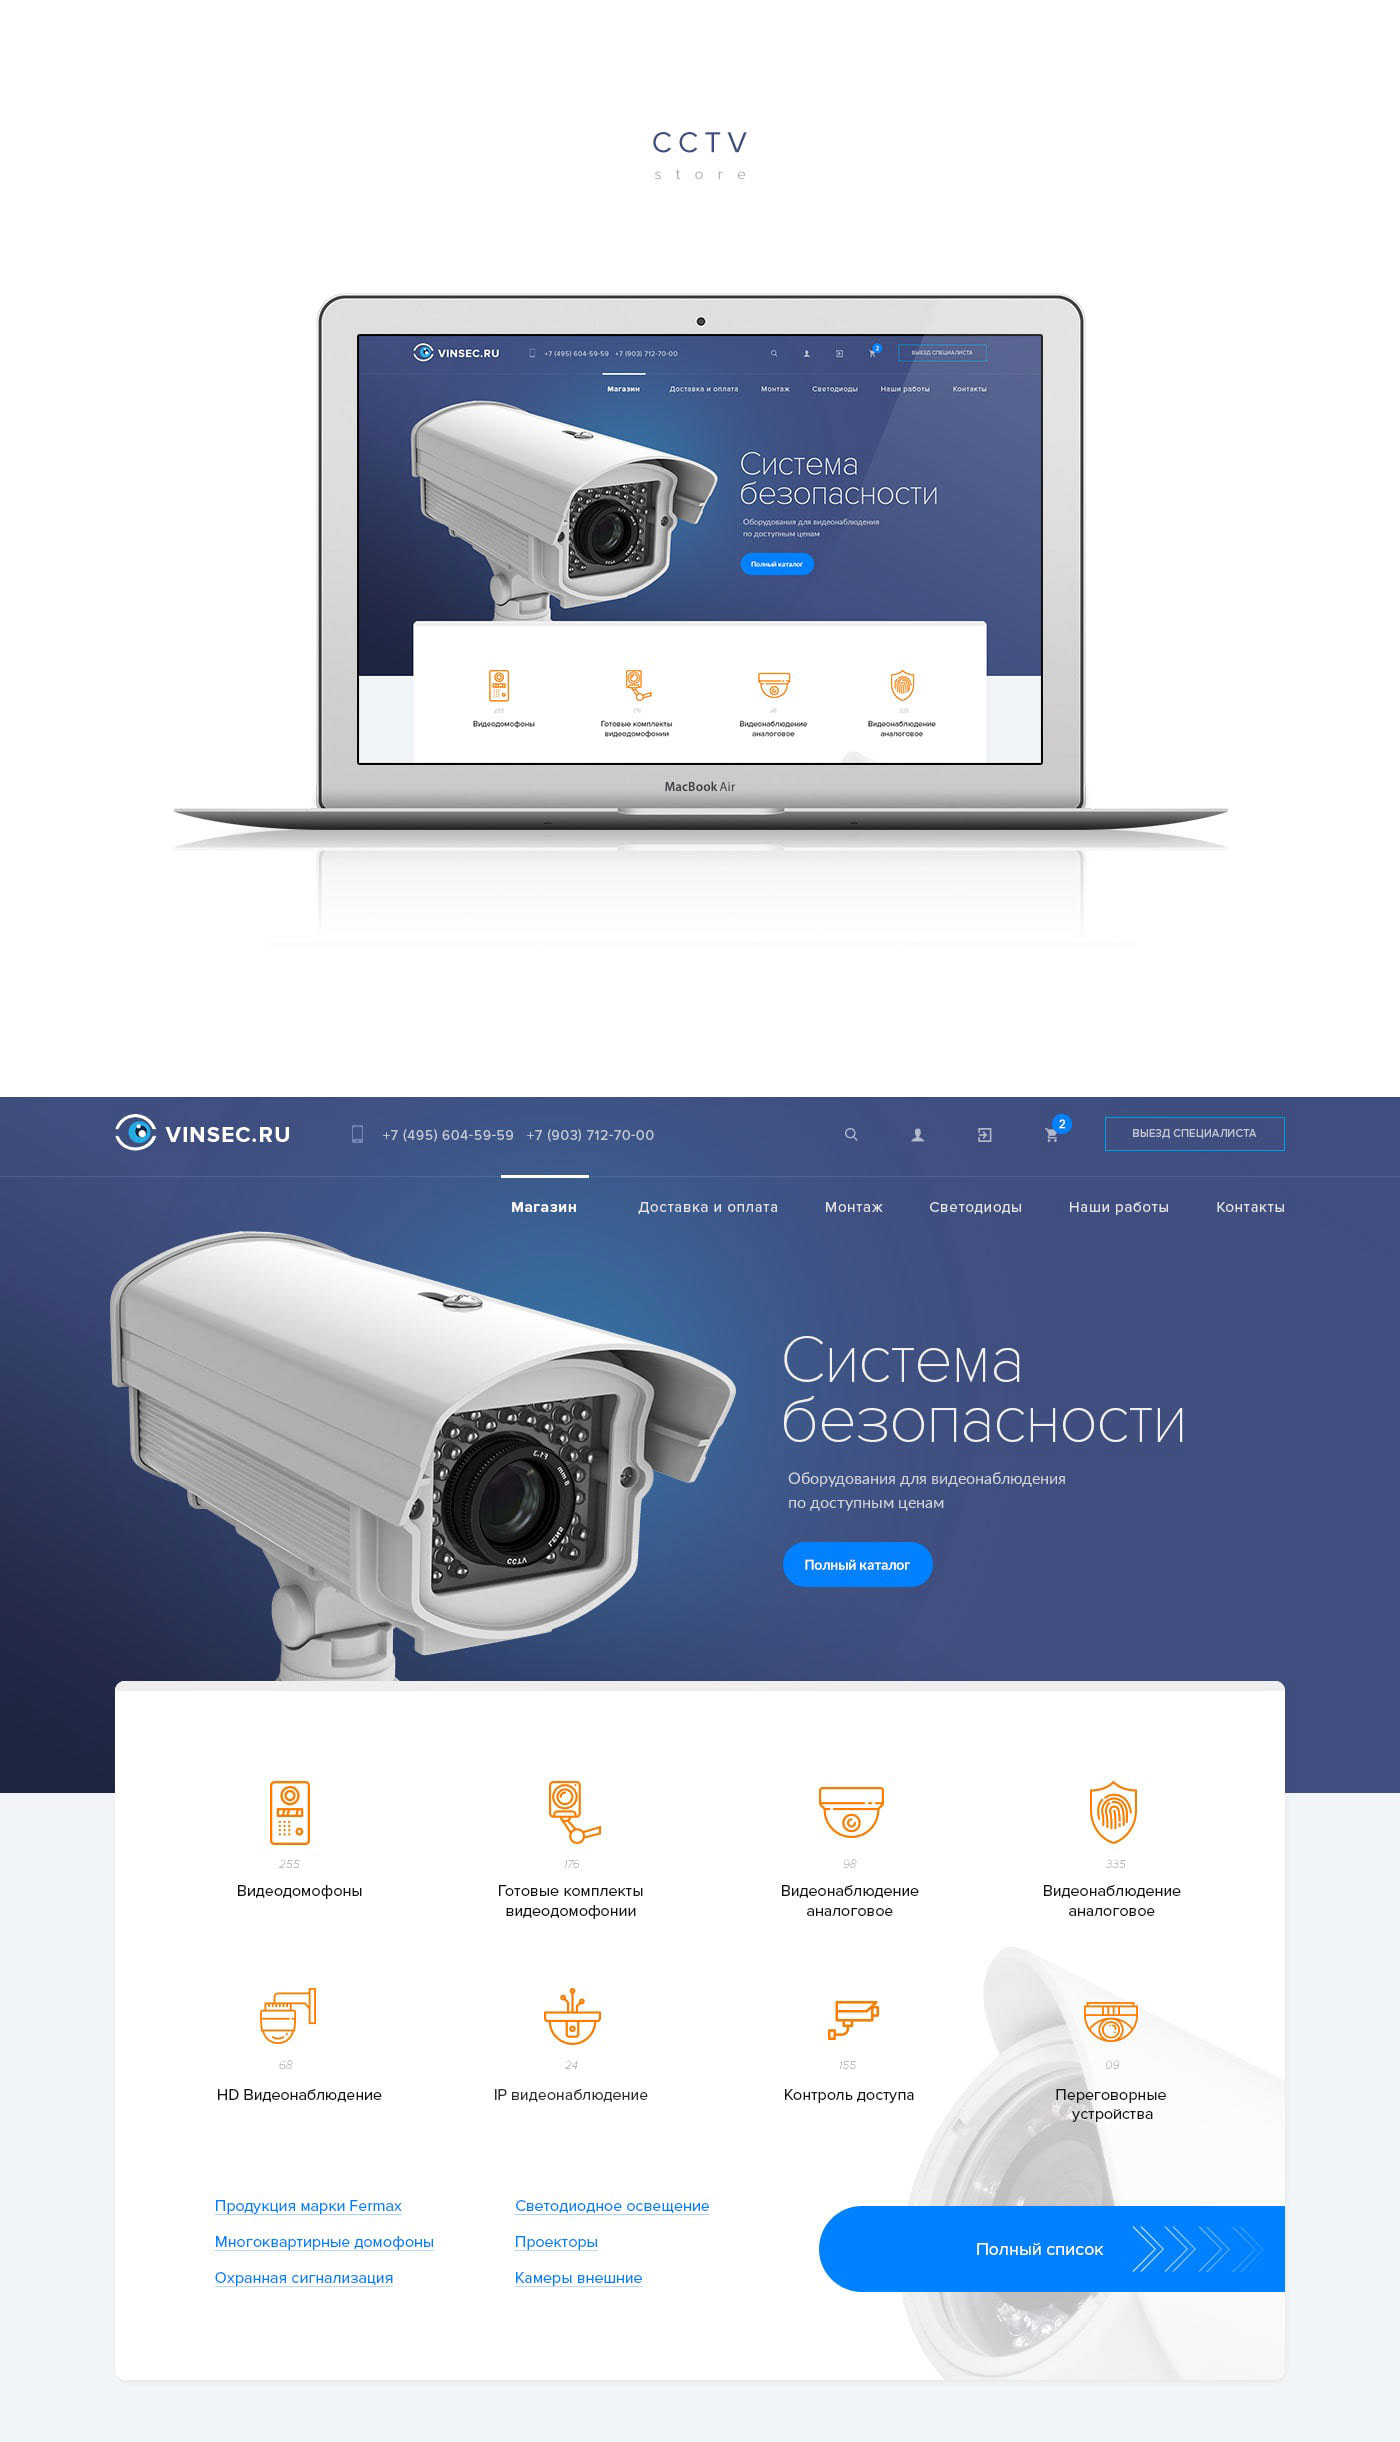 CCTV
store
VINSEC.RU
+7 (495) 604-59-59 +7 (903) 712-70-00
2
ВЫЕЗД СПЕЦИАЛИСТА
Магазин Доставка и оплата Монтаж Светодиоды Наши работы Контакты
Система
безопасности
Оборудования для видеонаблюдения
по доступным ценам
Полный каталог
255 176 98 335
Видеодомофоны Готовые комплекты Видеонаблюдение Видеонаблюдение
видеодомофонии аналоговое аналоговое
MacBook Air
VINSEC.RU
+7 (495) 604-59-59 +7 (903) 712-70-00
2
ВЫЕЗД СПЕЦИАЛИСТА
Магазин Доставка и оплата Монтаж Светодиоды Наши работы Контакты
Система
безопасности
Оборудования для видеонаблюдения
по доступным ценам
Полный каталог
CCTV
255 176 98 335
Видеодомофоны Готовые комплекты Видеонаблюдение Видеонаблюдение
видеодомофонии аналоговое аналоговое
68 24 155 09
HD Видеонаблюдение IP видеонаблюдение Контроль доступа Переговорные
устройства
Продукция марки Fermax Светодиодное освещение
Многоквартирные домофоны Проекторы
Охранная сигнализация Камеры внешние
Полный список